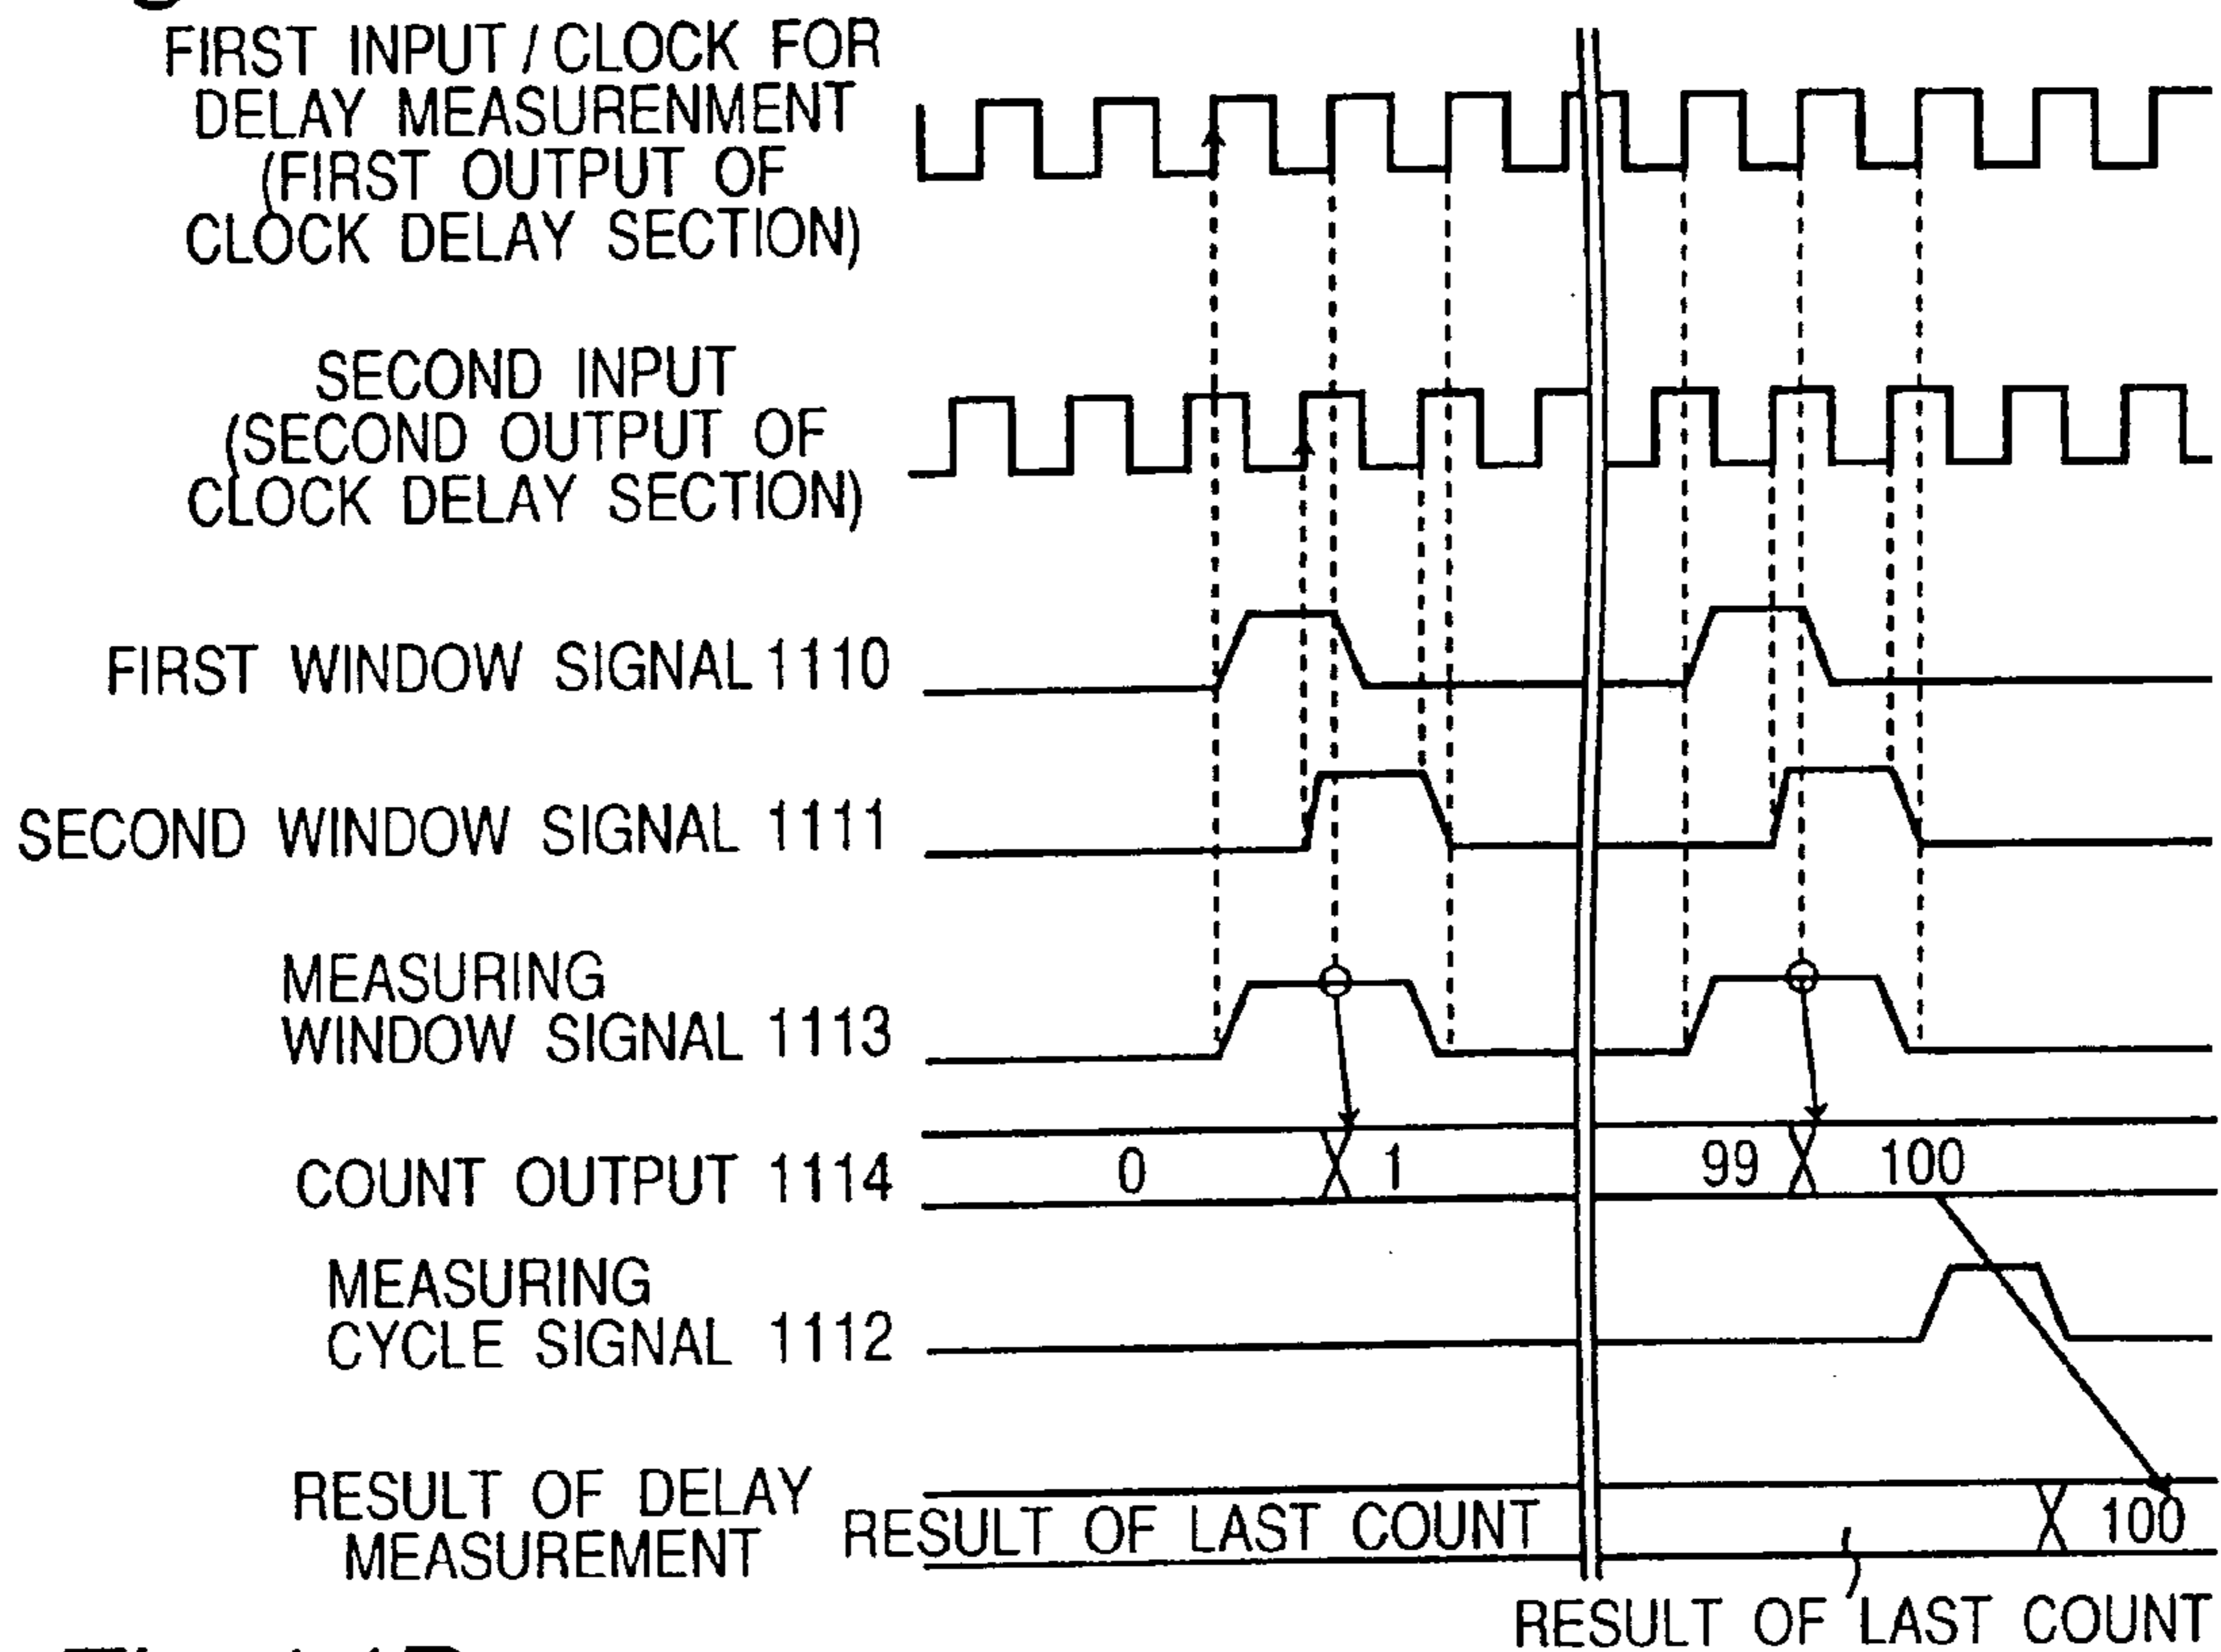 FIRST INPUT / CLOCK FOR
DELAY MEASURENMENT
(FIRST OUTPUT OF
CLOCK DELAY SECTION)
SECOND INPUT
(SECOND OUTPUT OF
CLOCK DELAY SECTION)
FIRST WINDOW SIGNAL 1110
SECOND WINDOW SIGNAL 1111
MEASURING
WINDOW SIGNAL 1113
COUNT OUTPUT 1114
0 1 99 100
MEASURING
CYCLE SIGNAL 1112
RESULT OF DELAY
MEASUREMENT
RESULT OF LAST COUNT
100
RESULT OF LAST COUNT